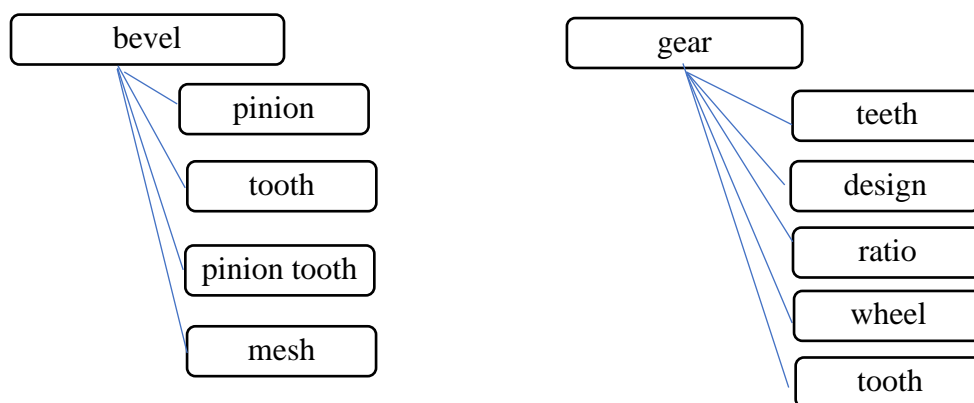 bevel
pinion
tooth
pinion tooth
mesh
gear
teeth
design
ratio
wheel
tooth